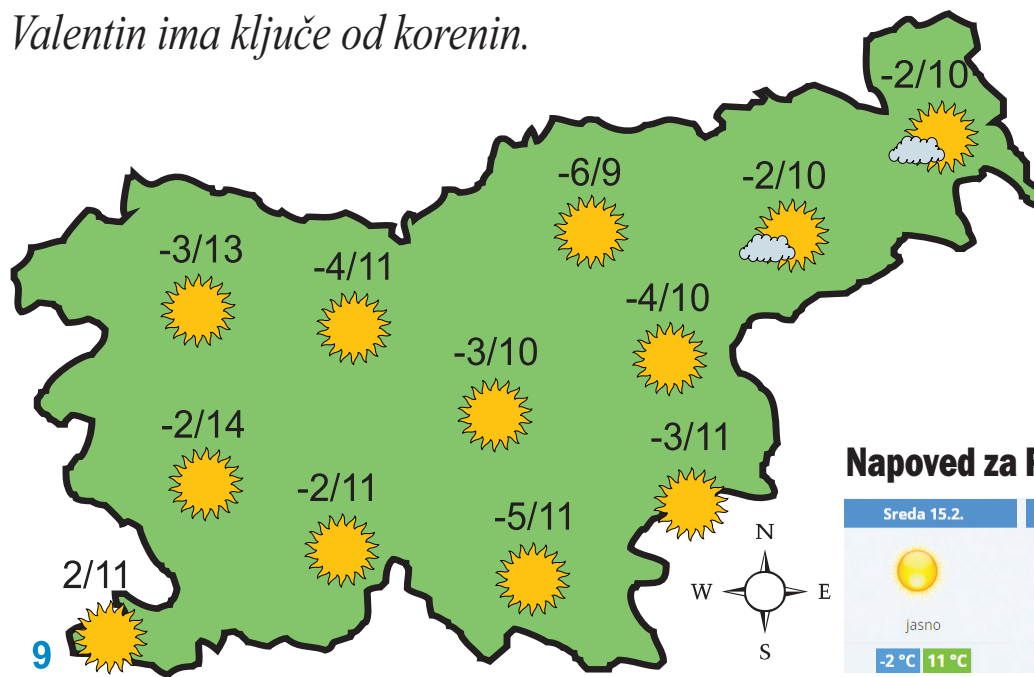 Valentin ima ključe od korenin.
-2/10
-6/9
-2/10
-3/13
-4/11
-4/10
-3/10
-2/14
-3/11
-2/11
-5/11
2/11
9
N
W E
S
Napoved za
Sreda 15.2.
jasno
-2 °C 11 °C